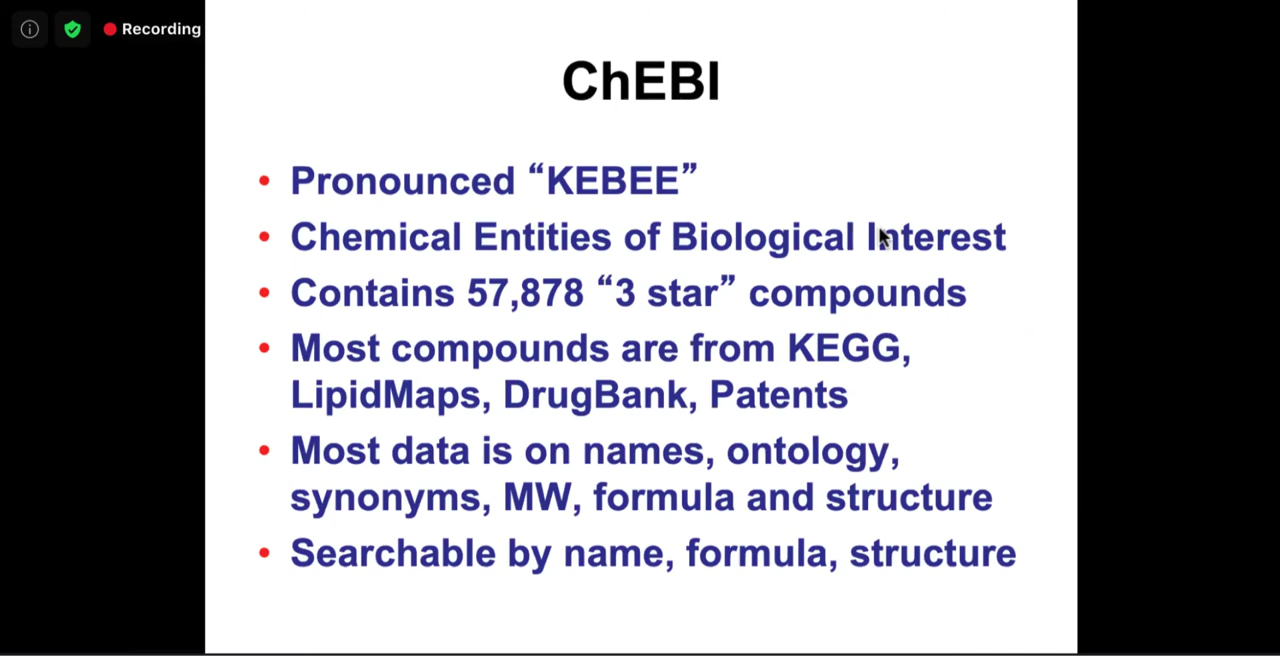 Recording
ChEBI
• Pronounced “KEBEE”
• Chemical Entities of Biological Interest
• Contains 57,878 “3 star” compounds
• Most compounds are from KEGG,
LipidMaps, DrugBank, Patents
• Most data is on names, ontology,
synonyms, MW, formula and structure
• Searchable by name, formula, structure